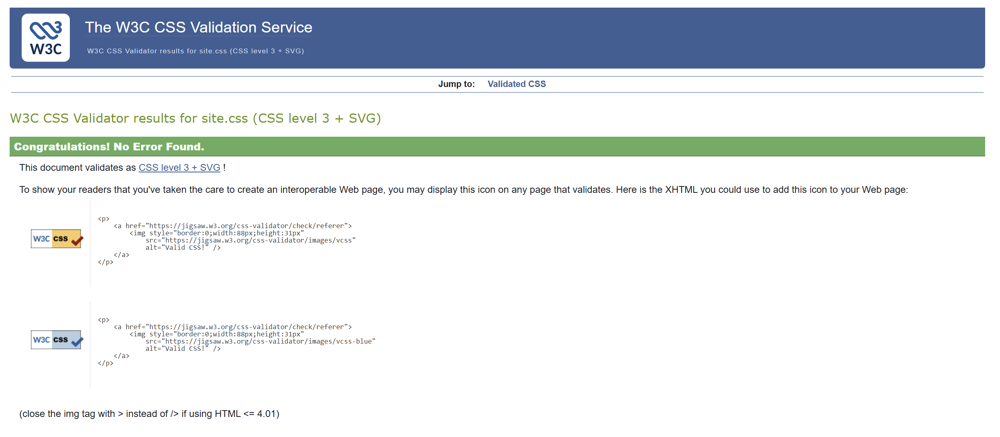 W3C
The W3C CSS Validation Service
W3C CSS Validator results for site.css (CSS level 3 + SVG)
Jump to: Validated CSS
W3C CSS Validator results for site.css (CSS level 3 + SVG)
Congratulations! No Error Found.
This document validates as CSS level 3 + SVG !
To show your readers that you've taken the care to create an interoperable Web page, you may display this icon on any page that validates. Here is the XHTML you could use to add this icon to your Web page:
W3C css
<p>
    <a href="https://jigsaw.w3.org/css-validator/check/referer">
        <img style="border:0;width:88px;height:31px"
            src="https://jigsaw.w3.org/css-validator/images/vcss"
            alt="Valid CSS!" />
    </a>
</p>
W3C css
<p>
    <a href="https://jigsaw.w3.org/css-validator/check/referer">
        <img style="border:0;width:88px;height:31px"
            src="https://jigsaw.w3.org/css-validator/images/vcss-blue"
            alt="Valid CSS!" />
    </a>
</p>
(close the img tag with > instead of /> if using HTML <= 4.01)